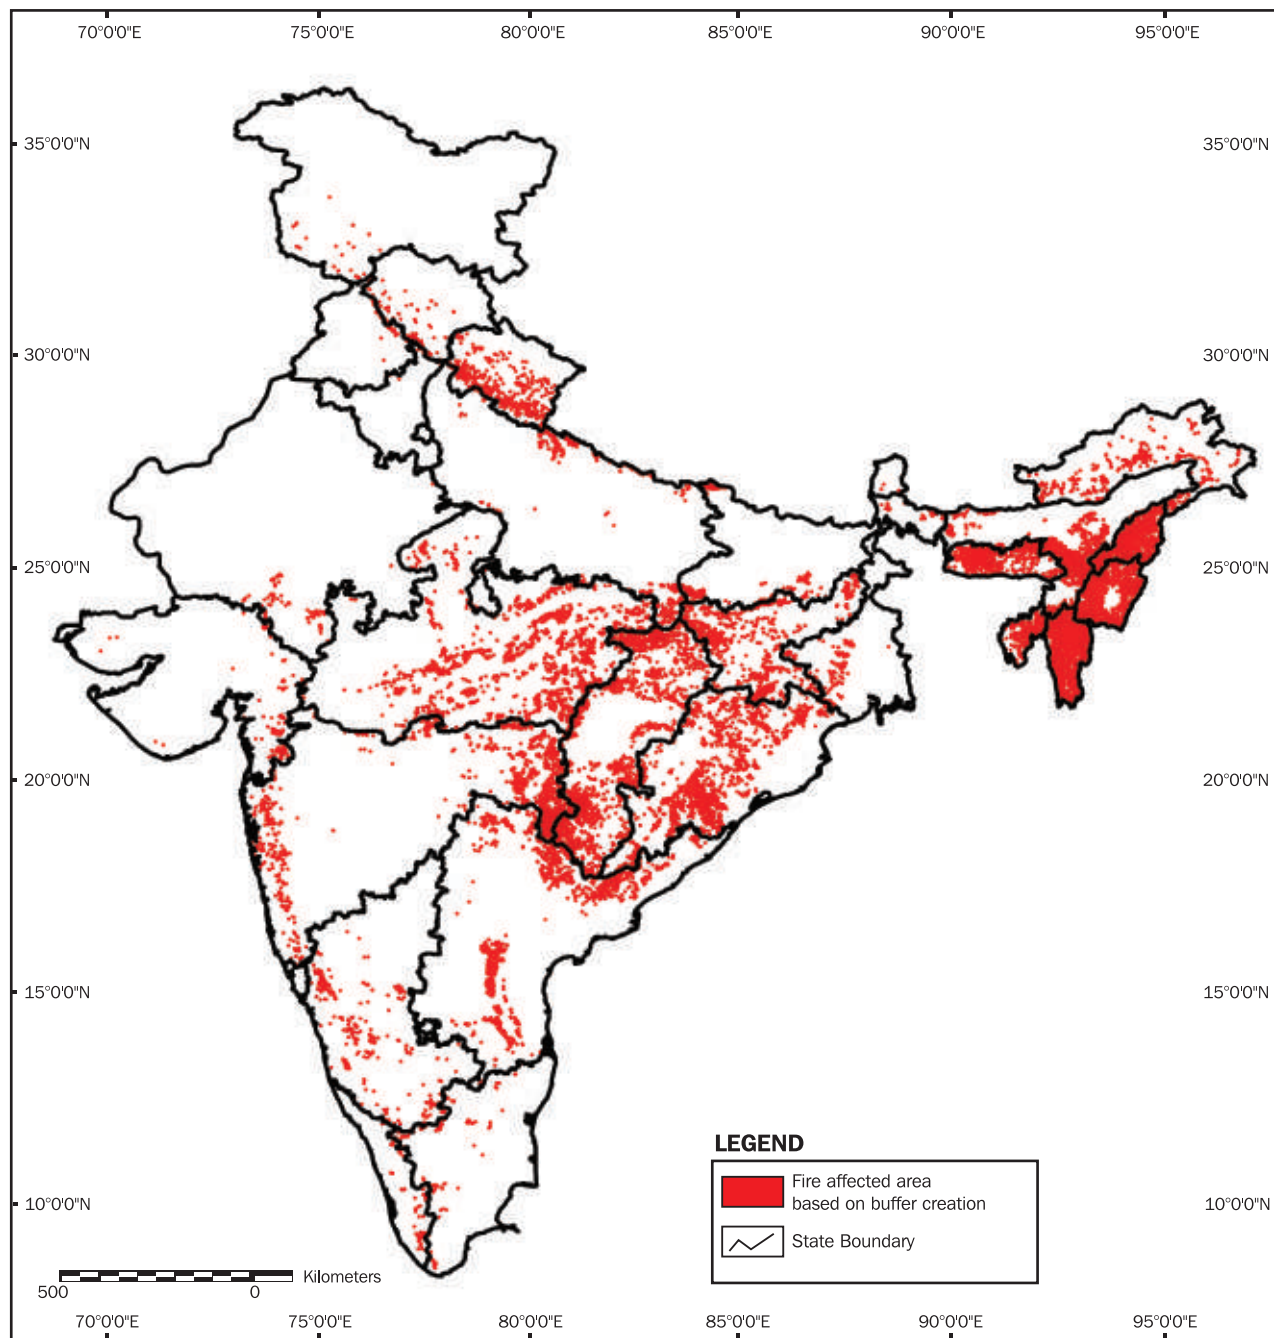 70°0'0"E 75°0'0"E 80°0'0"E 85°0'0"E 90°0'0"E 95°0'0"E
35°0'0"N 35°0'0"N
30°0'0"N 30°0'0"N
25°0'0"N 25°0'0"N
20°0'0"N 20°0'0"N
15°0'0"N 15°0'0"N
LEGEND
Fire affected area
based on buffer creation
10°0'0"N 10°0'0"N
State Boundary
Kilometers
500 0
70°0'0"E 75°0'0"E 80°0'0"E 85°0'0"E 90°0'0"E 95°0'0"E